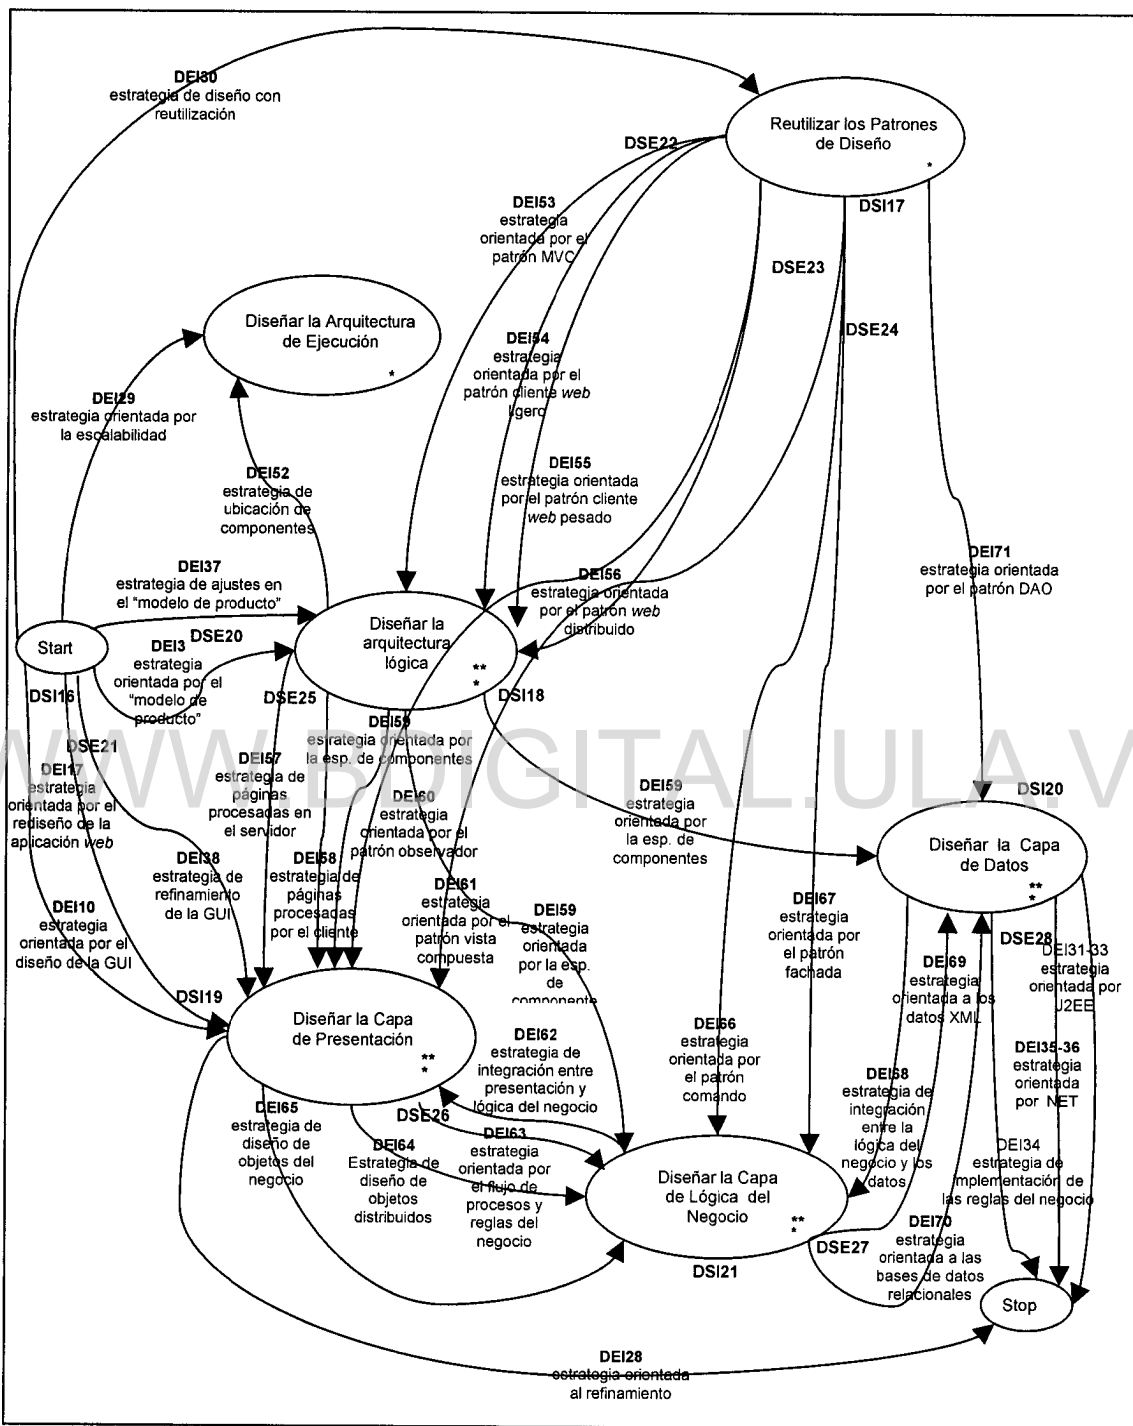 DEI30
estrategia de diseño con
reutilización
Reutilizar los Patrones
de Diseño
*
DSE22
DSI17
DEI53
estrategia
orientada por el
patrón MVC
DSE23
DSE24
Diseñar la Arquitectura
de Ejecución
*
DEI54
estrategia
orientada por el
patrón cliente web
ligero
DEI29
estrategia orientada por
la escalabilidad
DEI52
estrategia de
ubicación de
componentes
DEI55
estrategia orientada
por el patrón cliente
web pesado
DEI71
estrategia orientada
por el patrón DAO
DEI37
estrategia de ajustes en
el "modelo de producto"
DEI56
estrategia orientada
por el patrón web
distribuido
Start
DSE20
DEI3
estrategia
orientada por el
"modelo de
producto"
Diseñar la
arquitectura
lógica
**
*
DSI16
DSE25
DSI18
DSE21
DEI17
estrategia
orientada por el
rediseño de la
aplicación web
DEI59
estrategia orientada por
la esp. de componentes
DEI57
estrategia de
páginas
procesadas en
el servidor
DEI60
estrategia
orientada por el
patrón observador
WWW.BDIGITAL.ULA.V
DEI59
estrategia
orientada por
la esp. de
componentes
DSI20
Diseñar la Capa
de Datos
**
*
DEI38
estrategia de
refinamiento
de la GUI
DEI58
estrategia de
páginas
procesadas
por el cliente
DEI61
estrategia
orientada por el
patrón vista
compuesta
DEI59
estrategia
orientada
por la esp.
de
componente
DEI10
estrategia
orientada por el
diseño de la GUI
DEI67
estrategia
orientada por
el patrón
fachada
DSE28
DEI69
estrategia
orientada a los
datos XML
DEI31-33
estrategia
orientada por
J2EE
DSI19
Diseñar la Capa
de Presentación
**
*
DEI62
estrategia de
integración entre
presentación y
lógica del negocio
DEI66
estrategia
orientada por
el patrón
comando
DEI35-36
estrategia
orientada
por NET
DEI68
estrategia de
integración
entre la
lógica del
negocio y los
datos
DEI65
estrategia de
diseño de
objetos del
negocio
DSE26
DEI64
Estrategia de
diseño de
objetos
distribuidos
DEI63
estrategia
orientada por
el flujo de
procesos y
reglas del
negocio
DEI34
estrategia de
implementación de
las reglas del negocio
Diseñar la Capa
de Lógica del
Negocio
**
*
DSI21
DSE27
DEI70
estrategia
orientada a las
bases de datos
relacionales
Stop
DEI28
estrategia orientada
al refinamiento